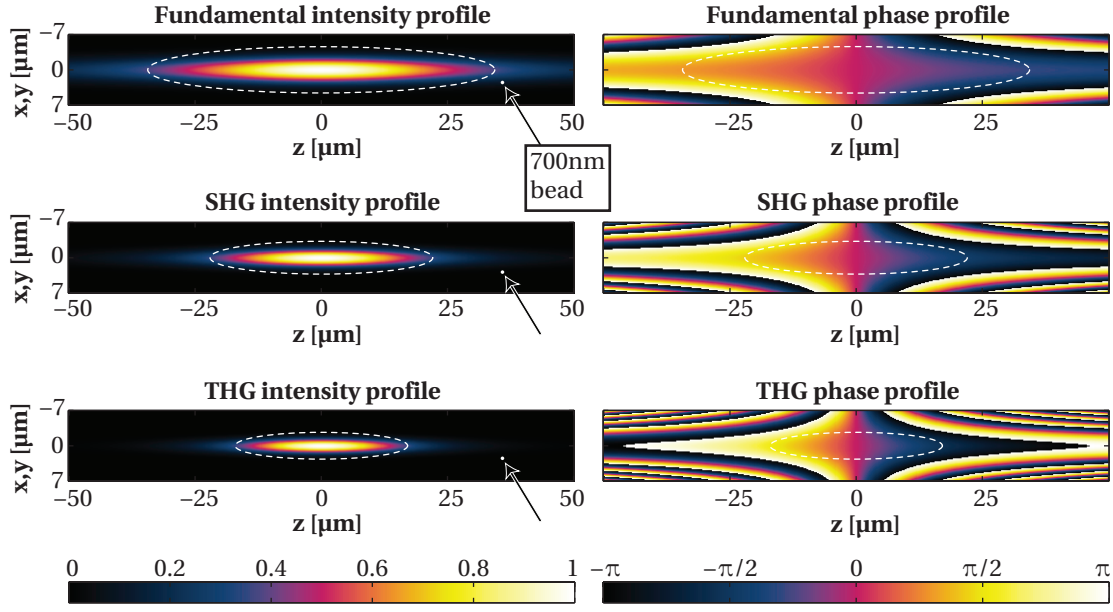 Fundamental intensity profile
Fundamental phase profile
x,y [μm]
−7
0
7
−50 −25 0 25 50
z [μm]
−25 0 25
z [μm]
700nm
bead
SHG intensity profile
SHG phase profile
x,y [μm]
−7
0
7
−50 −25 0 25 50
z [μm]
−25 0 25
z [μm]
THG intensity profile
THG phase profile
x,y [μm]
−7
0
7
−50 −25 0 25 50
z [μm]
−25 0 25
z [μm]
0 0.2 0.4 0.6 0.8 1
−π −π/2 0 π/2 π